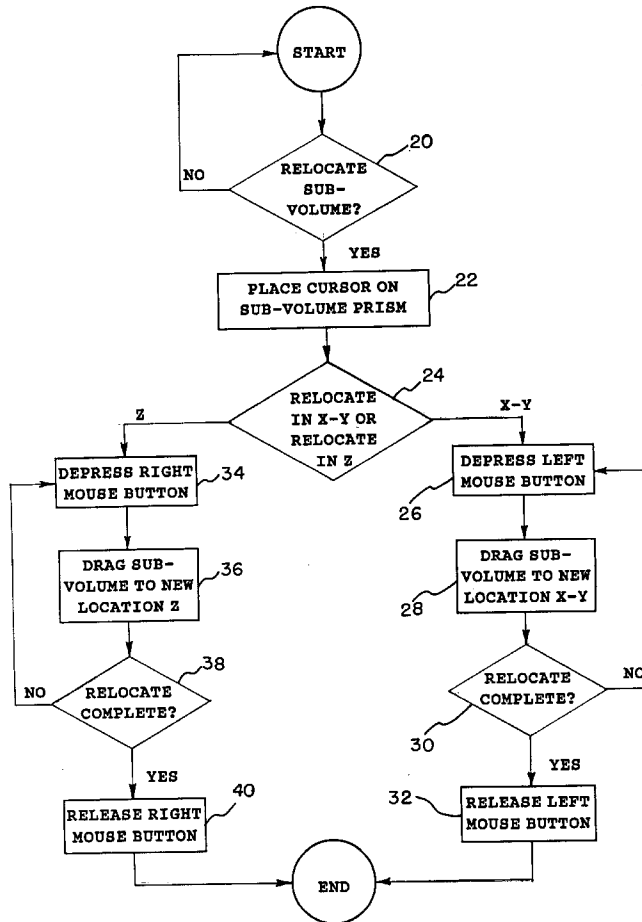 START
20
NO
RELOCATE
SUB-
VOLUME?
YES
PLACE CURSOR ON
SUB-VOLUME PRISM
22
24
Z
RELOCATE
IN X-Y OR
RELOCATE
IN Z
X-Y
DEPRESS RIGHT
MOUSE BUTTON
34
DEPRESS LEFT
MOUSE BUTTON
26
DRAG SUB-
VOLUME TO NEW
LOCATION Z
36
DRAG SUB-
VOLUME TO NEW
LOCATION X-Y
28
38
NO
RELOCATE
COMPLETE?
RELOCATE
COMPLETE?
NO
30
YES
YES
40
RELEASE RIGHT
MOUSE BUTTON
32
RELEASE LEFT
MOUSE BUTTON
END